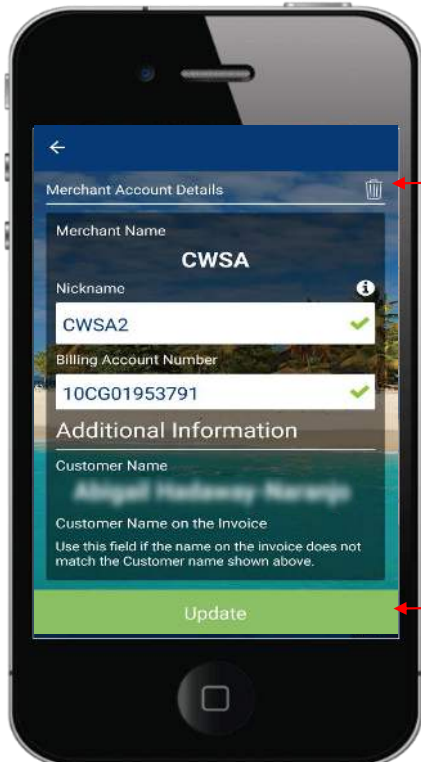 Merchant Account Details
Merchant Name
CWSA
Nickname
CWSA2
Billing Account Number
10CG01953791
Additional Information
Customer Name
Customer Name on the Invoice
Use this field if the name on the invoice does not
match the Customer name shown above.
Update